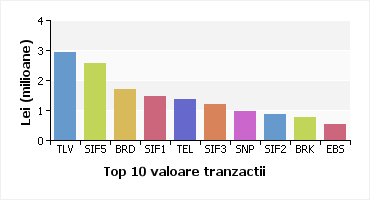 Lei (milioane)
4
3
2
1
0
TLV SIF5 BRD SIF1 TEL SIF3 SNP SIF2 BRK EBS
Top 10 valoare tranzactii